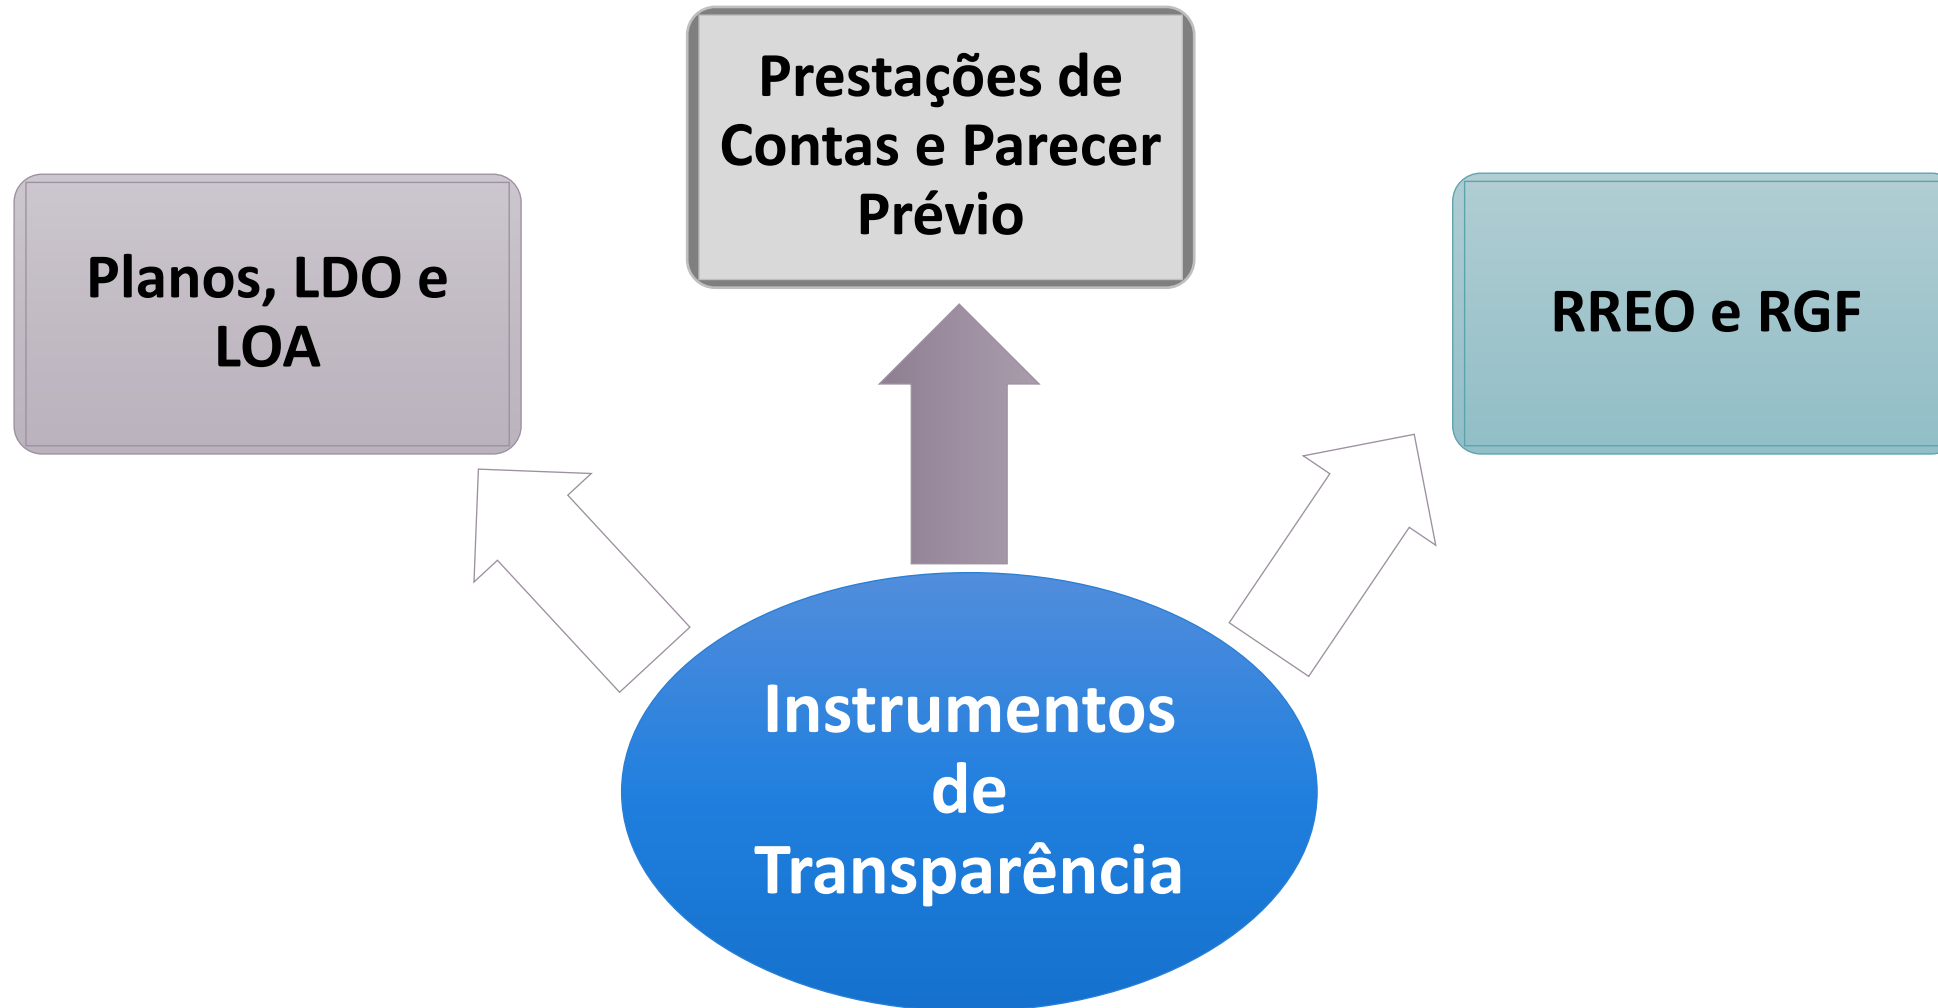 Prestações de
Contas e Parecer
Prévio
Planos, LDO e
LOA
RREO e RGF
Instrumentos
de
Transparência